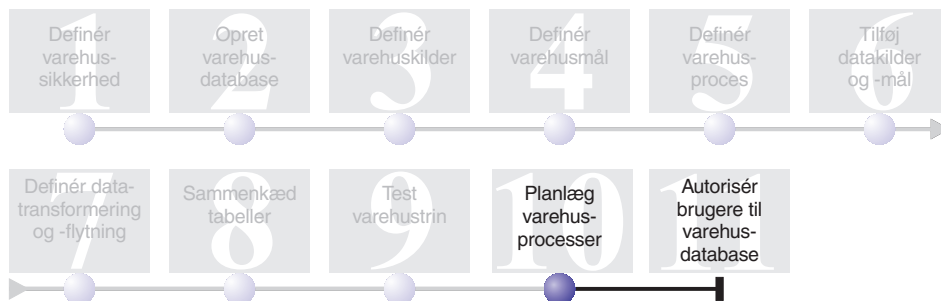 1
Definér
varehus-
sikkerhed
2
Opret
varehus-
database
3
Definér
varehuskilder
4
Definér
varehusmål
5
Definér
varehus-
proces
6
Tilføj
datakilder
og -mål
7
Definér data-
transformering
og -flytning
8
Sammenkæd
tabeller
9
Test
varehustrin
10
Planlæg
varehus-
processer
11
Autorisér
brugere til
varehus-
database